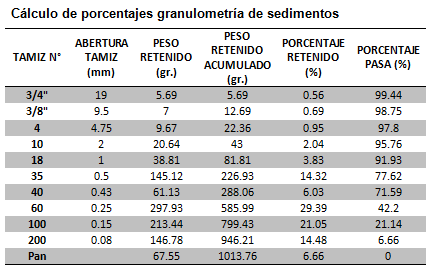 Cálculo de porcentajes granulometría de sedimentos
TAMIZ N° ABERTURA TAMIZ (mm) PESO RETENIDO (gr.) PESO RETENIDO ACUMULADO (gr.) PORCENTAJE RETENIDO (%) PORCENTAJE PASA (%)
3/4" 19 5.69 5.69 0.56 99.44
3/8" 9.5 7 12.69 0.69 98.75
4 4.75 9.67 22.36 0.95 97.8
10 2 20.64 43 2.04 95.76
18 1 38.81 81.81 3.83 91.93
35 0.5 145.12 226.93 14.32 77.62
40 0.43 61.13 288.06 6.03 71.59
60 0.25 297.93 585.99 29.39 42.2
100 0.15 213.44 799.43 21.05 21.14
200 0.08 146.78 946.21 14.48 6.66
Pan 67.55 1013.76 6.66 0